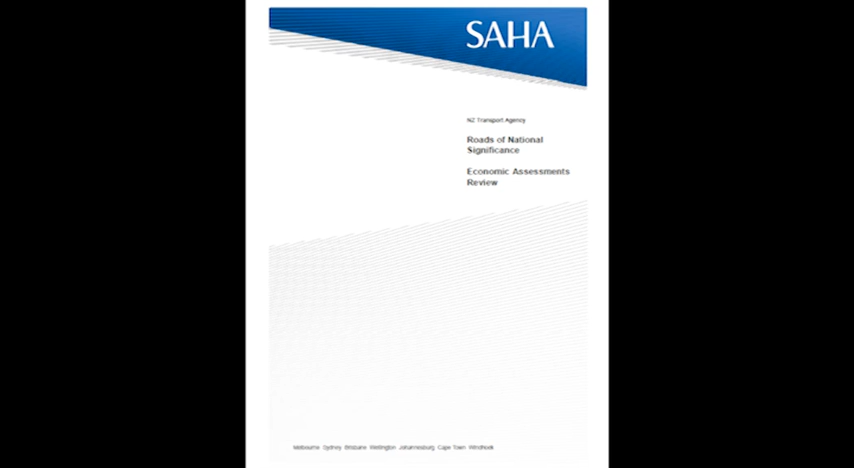 SAHA
NZ Transport Agency
Roads of National
Significance
Economic Assessments
Review
Melbourne Sydney Brisbane Wellington Johannesburg Cape Town Windhoek